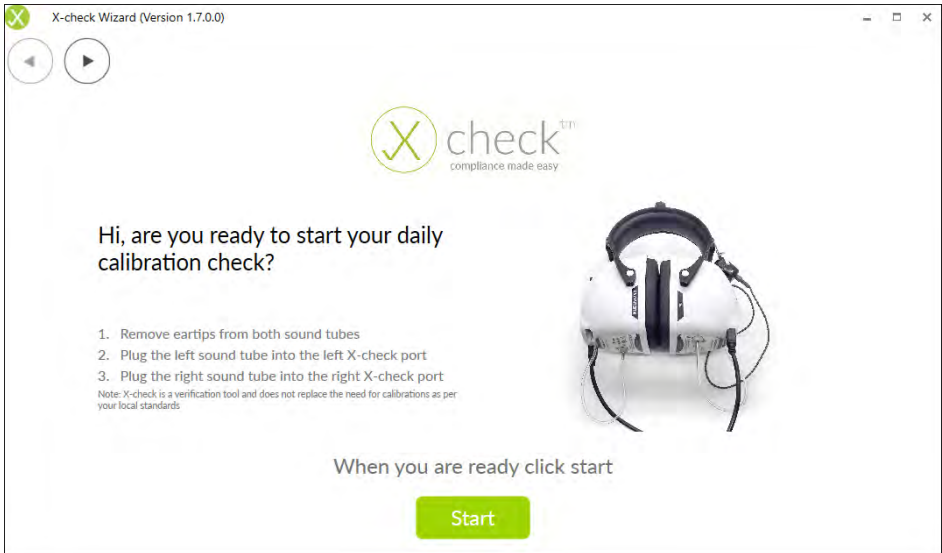 X-check Wizard (Version 1.7.0.0)
X check™
compliance made easy
Hi, are you ready to start your daily
calibration check?
1. Remove eartips from both sound tubes
2. Plug the left sound tube into the left X-check port
3. Plug the right sound tube into the right X-check port
Note: X-check is a verification tool and does not replace the need for calibrations as per
your local standards
When you are ready click start
Start